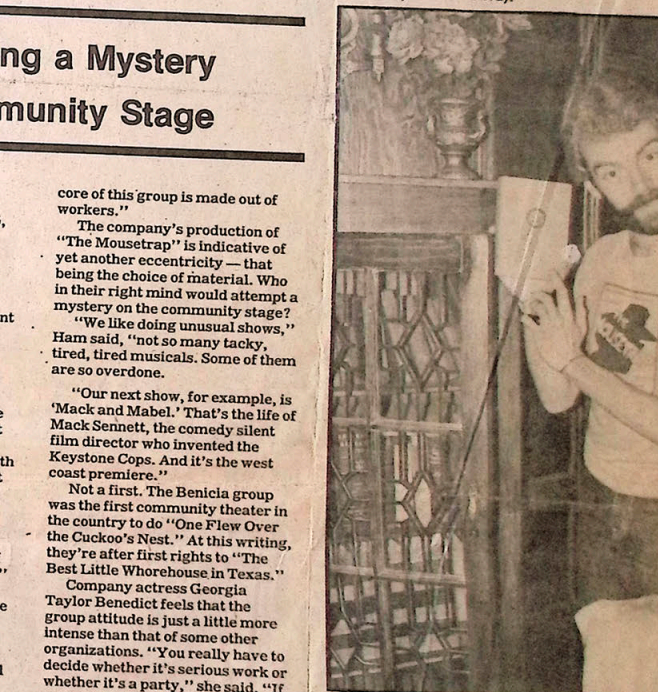 ng a Mystery
munity Stage
core of this group is made out of
workers."
The company's production of
"The Mousetrap" is indicative of
yet another eccentricity — that
being the choice of material. Who
in their right mind would attempt a
mystery on the community stage?
"We like doing unusual shows,"
Ham said, "not so many tacky,
tired, tired musicals. Some of them
are so overdone.
"Our next show, for example, is
'Mack and Mabel.' That's the life of
Mack Sennett, the comedy silent
film director who invented the
Keystone Cops. And it's the west
coast premiere."
Not a first. The Benicia group
was the first community theater in
the country to do "One Flew Over
the Cuckoo's Nest." At this writing,
they're after first rights to "The
Best Little Whorehouse in Texas."
Company actress Georgia
Taylor Benedict feels that the
group attitude is just a little more
intense than that of some other
organizations. "You really have to
decide whether it's serious work or
whether it's a party," she said. "If
nt
e
t
th
t
"
e
l